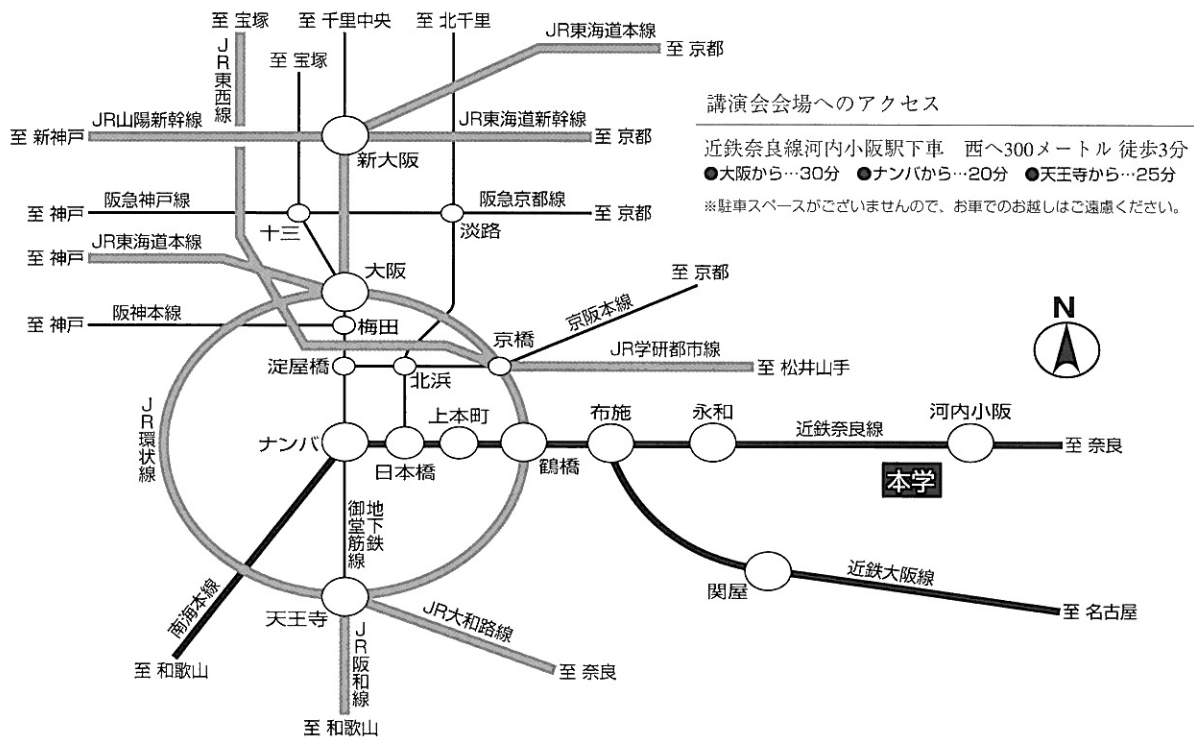 至 宝塚
至 千里中央
至 北千里
JR東海道本線
至 京都
至 宝塚
JR東西線
JR山陽新幹線
JR東海道新幹線
至 新神戸
至 京都
新大阪
阪急神戸線
阪急京都線
至 神戸
至 京都
十三
淡路
JR東海道本線
至 神戸
大阪
至 京都
阪神本線
京阪本線
至 神戸
梅田
京橋
JR学研都市線
淀屋橋
北浜
至 松井山手
JR環状線
上本町
布施
永和
河内小阪
ナンバ
近鉄奈良線
至 奈良
日本橋
鶴橋
本学
地下鉄
御堂筋線
関屋
近鉄大阪線
至 名古屋
南海本線
天王寺
JR大和路線
JR阪和線
至 和歌山
至 奈良
至 和歌山
講演会会場へのアクセス
近鉄奈良線河内小阪駅下車　西へ300メートル 徒歩3分
●大阪から…30分 ●ナンバから…20分 ●天王寺から…25分
※駐車スペースがございませんので、お車でのお越しはご遠慮ください。
N